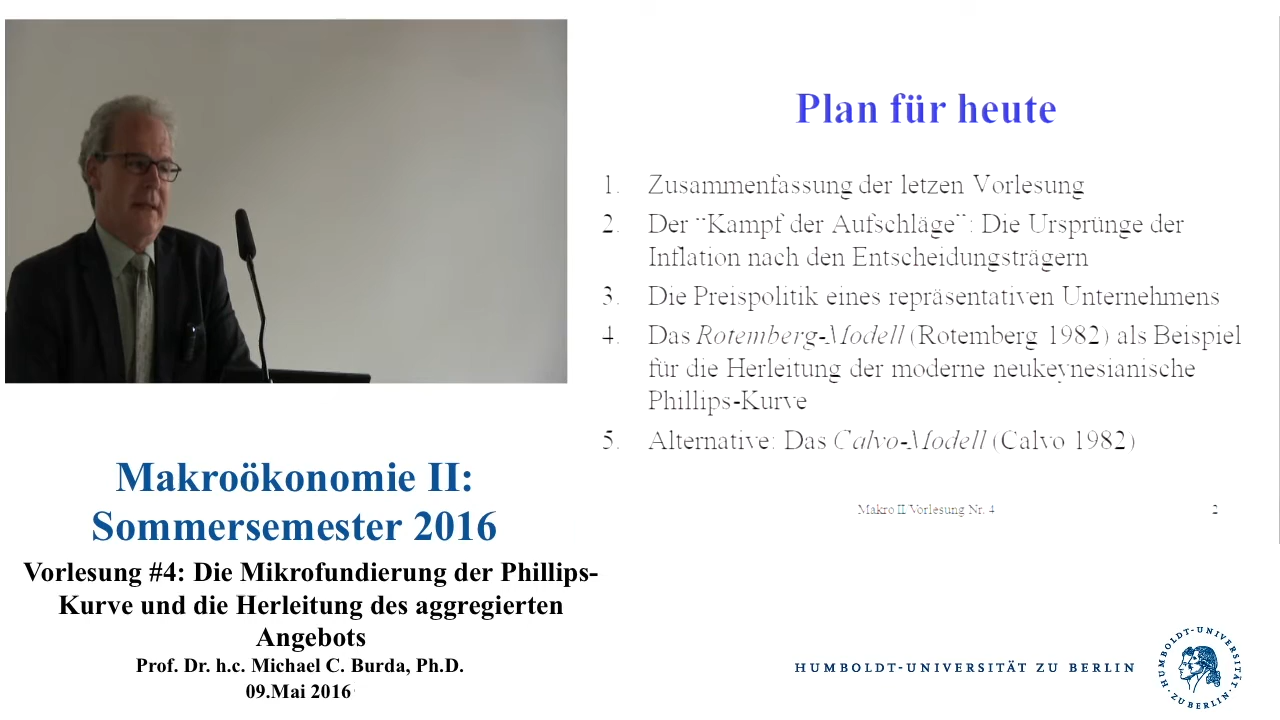 Plan für heute
1. Zusammenfassung der letzen Vorlesung
2. Der “Kampf der Aufschläge”: Die Ursprünge der
Inflation nach den Entscheidungsträgern
3. Die Preispolitik eines repräsentativen Unternehmens
4. Das Rotemberg-Modell (Rotemberg 1982) als Beispiel
für die Herleitung der moderne neukeynesianische
Phillips-Kurve
5. Alternative: Das Calvo-Modell (Calvo 1982)
Makro II Vorlesung Nr. 4
2
Makroökonomie II:
Sommersemester 2016
Vorlesung #4: Die Mikrofundierung der Phillips-
Kurve und die Herleitung des aggregierten
Angebots
Prof. Dr. h.c. Michael C. Burda, Ph.D.
09.Mai 2016
HUMBOLDT-UNIVERSITÄT ZU BERLIN
·HUMBOLDT-UNIVERSITÄT· ZU BERLIN